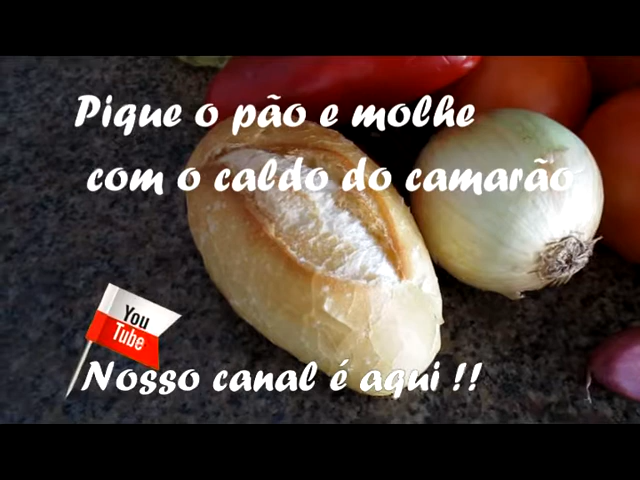 Pique o pão e molhe
com o caldo do camarão
You
Tube
Nosso canal é aqui !!